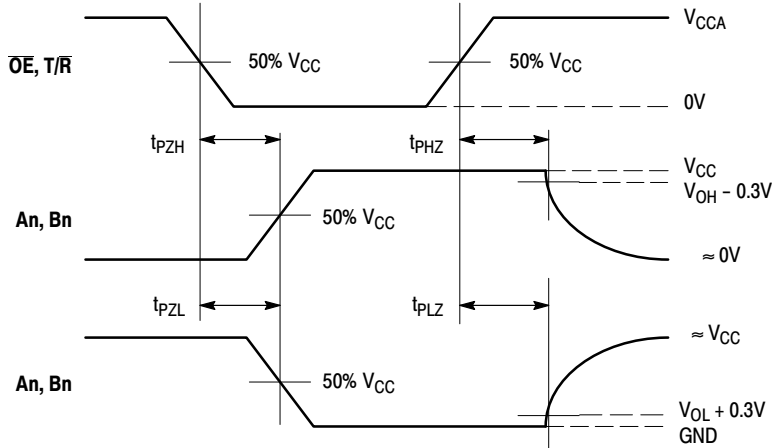 V_CCA
O̅E̅, T/R̅
50% V_CC
50% V_CC
0V
t_PZH
t_PHZ
V_CC
V_OH − 0.3V
An, Bn
50% V_CC
≈ 0V
t_PZL
t_PLZ
≈ V_CC
An, Bn
50% V_CC
V_OL + 0.3V
GND